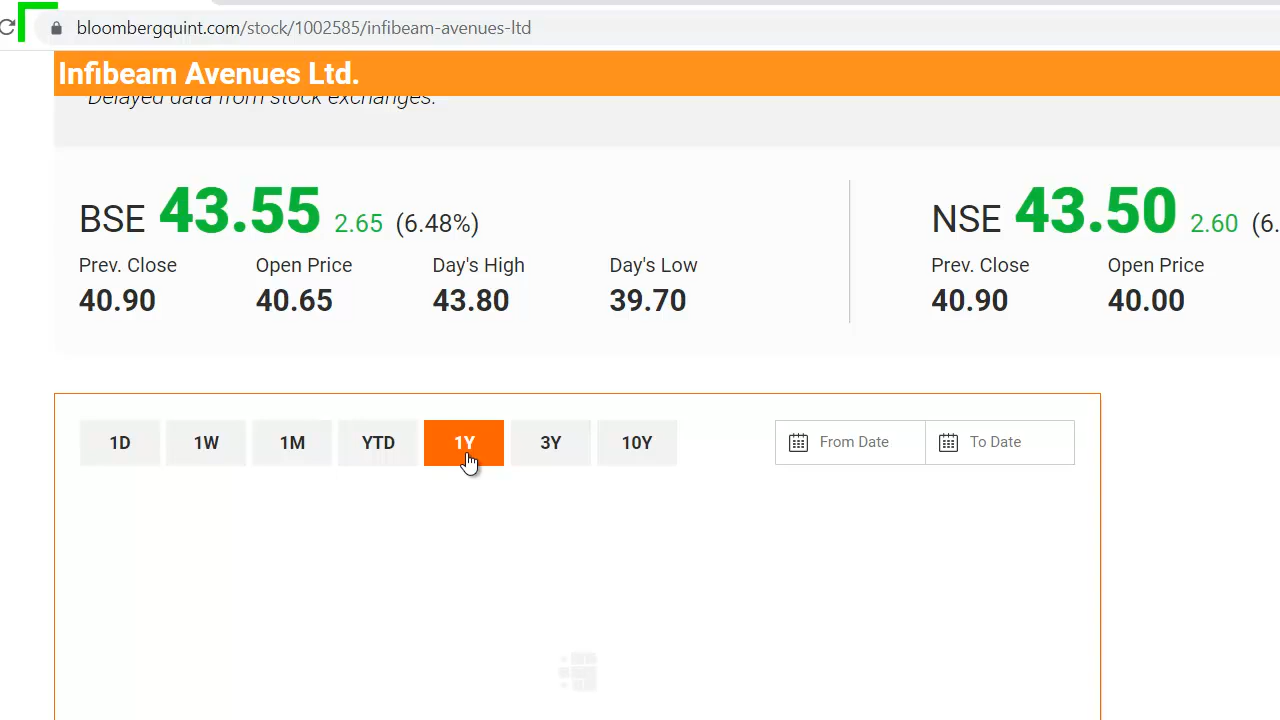 bloombergquint.com/stock/1002585/infibeam-avenues-ltd
Infibeam Avenues Ltd.
Delayed data from stock exchanges.
BSE 43.55 2.65 (6.48%)
Prev. Close Open Price Day's High Day's Low
40.90 40.65 43.80 39.70
NSE 43.50 2.60 (6.
Prev. Close Open Price
40.90 40.00
1D 1W 1M YTD 1Y 3Y 10Y From Date To Date